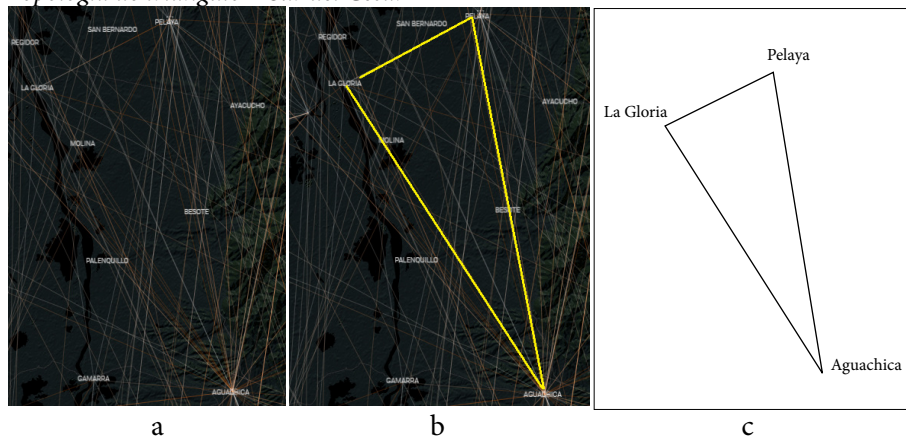 SAN BERNARDO
PELAYA
REGIDOR
LA GLORIA
AYACUCHO
MOLINA
BESOTE
PALENQUILLO
GAMARRA
AGUACHICA
a
SAN BERNARDO
PELAYA
REGIDOR
LA GLORIA
AYACUCHO
MOLINA
BESOTE
PALENQUILLO
GAMARRA
AGUACHICA
b
Pelaya
La Gloria
Aguachica
c